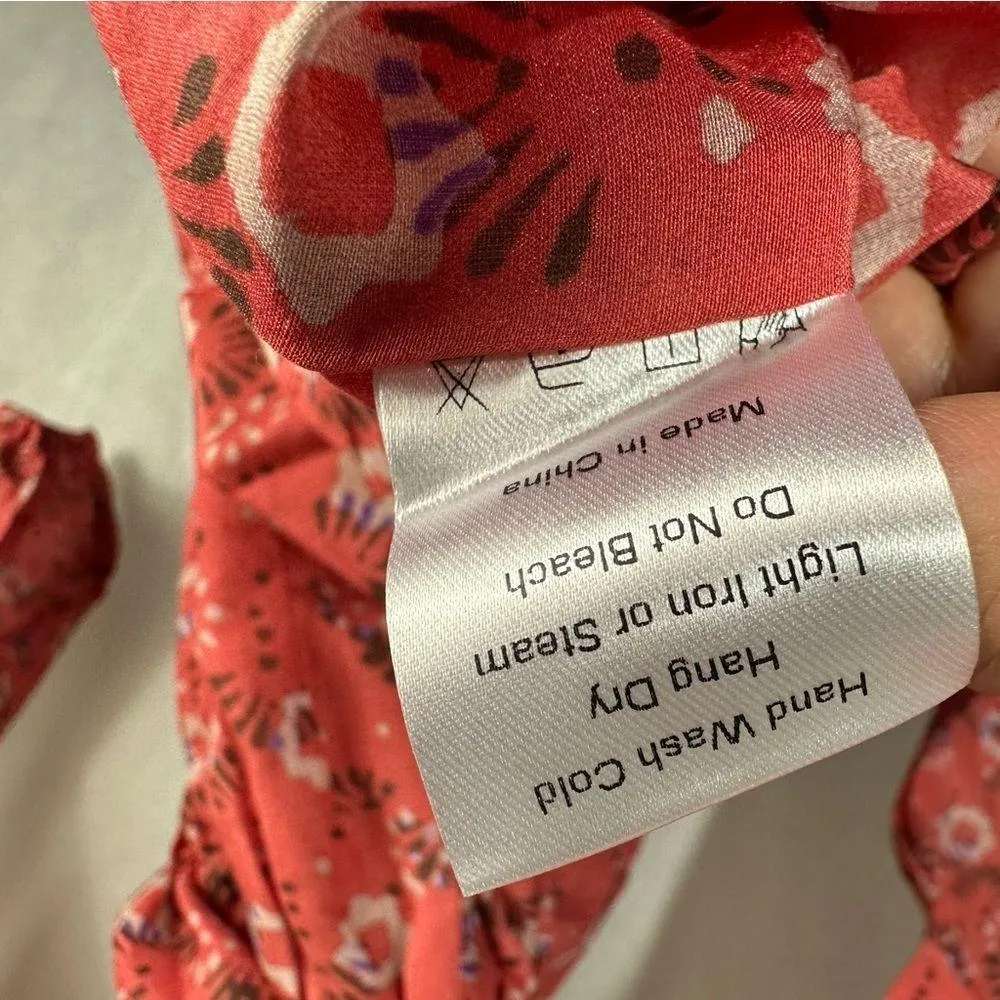 Hand Wash Cold
Hang Dry
Light Iron or Steam
Do Not Bleach
Made in China